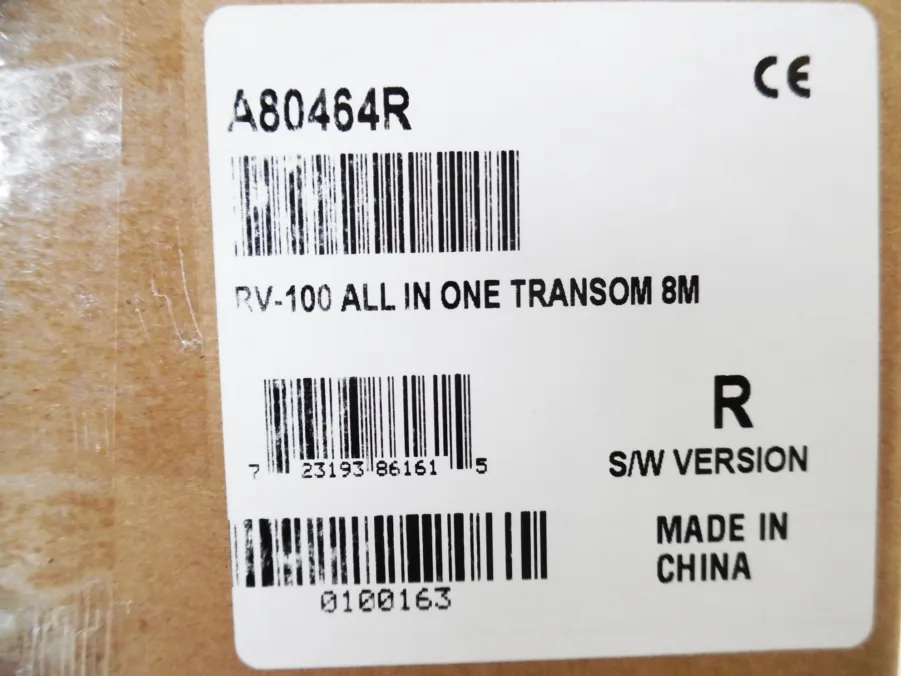 CE
A80464R
RV-100 ALL IN ONE TRANSOM 8M
7 23193 86161 5
R
S/W VERSION
0100163
MADE IN
CHINA